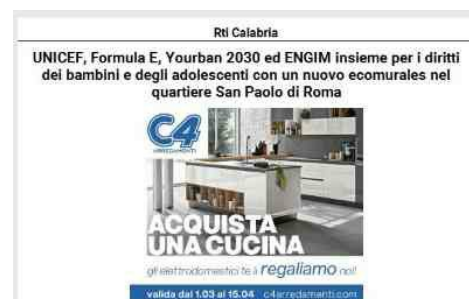 Rti Calabria
UNICEF, Formula E, Yourban 2030 ed ENGIM insieme per i diritti
dei bambini e degli adolescenti con un nuovo ecomurales nel
quartiere San Paolo di Roma
C4
ARREDAMENTI
ACQUISTA
UNA CUCINA
gli elettrodomestici te li regaliamo noi!
valida dal 1.03 al 15.04 c4arredamenti.com